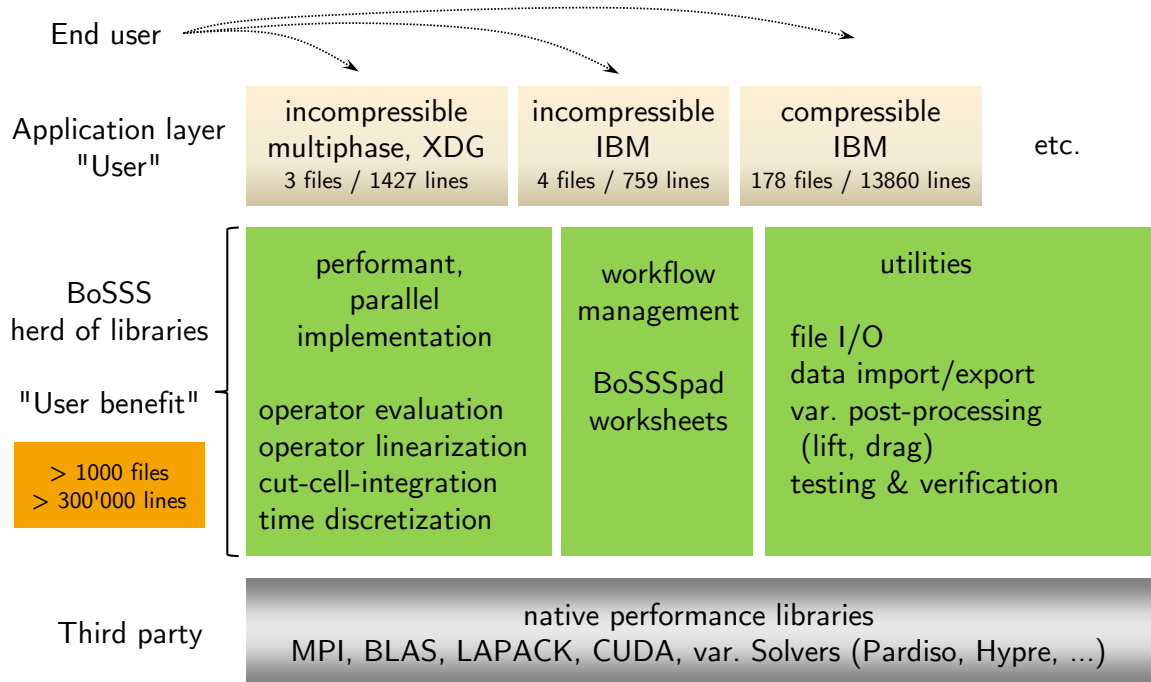 End user
Application layer
"User"
incompressible
multiphase, XDG
3 files / 1427 lines
incompressible
IBM
4 files / 759 lines
compressible
IBM
178 files / 13860 lines
etc.
BoSSS
herd of libraries
"User benefit"
> 1000 files
> 300'000 lines
performant,
parallel
implementation
operator evaluation
operator linearization
cut-cell-integration
time discretization
workflow
management
BoSSSpad
worksheets
utilities
file I/O
data import/export
var. post-processing
(lift, drag)
testing & verification
Third party
native performance libraries
MPI, BLAS, LAPACK, CUDA, var. Solvers (Pardiso, Hypre, ...)